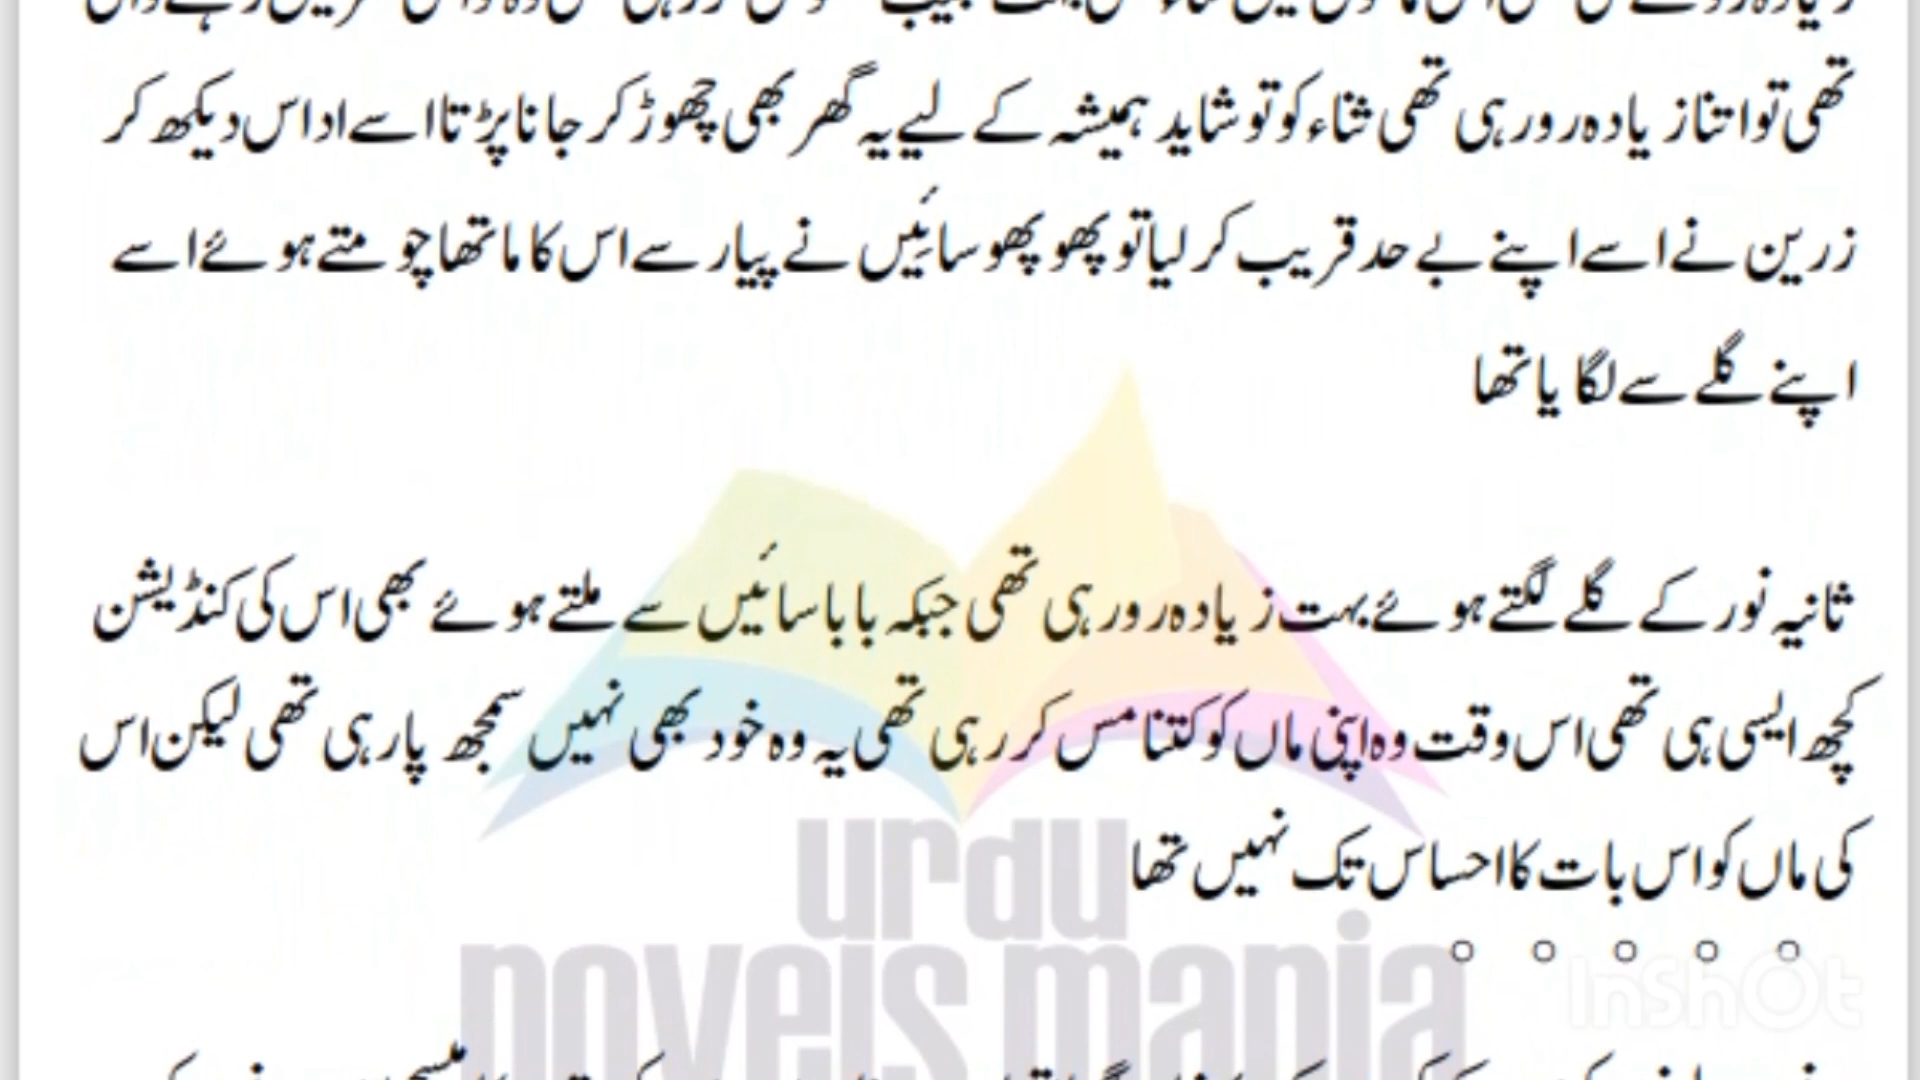 تھی تو اتنا زیادہ رو رہی تھی ثناء کو تو شاید ہمیشہ کے لیے یہ گھر بھی چھوڑ کر جانا پڑتا اسے اداس دیکھ کر
زرین نے اسے اپنے بے حد قریب کر لیا تو پھوپھو سائیں نے پیار سے اس کا ماتھا چومتے ہوئے اسے
اپنے گلے سے لگایا تھا
ثانیہ نور کے گلے لگتے ہوئے بہت زیادہ رو رہی تھی جبکہ بابا سائیں سے ملتے ہوئے بھی اس کی کنڈیشن
کچھ ایسی ہی تھی اس وقت وہ اپنی ماں کو کتنا مس کر رہی تھی یہ وہ خود بھی نہیں سمجھ پا رہی تھی لیکن اس
کی ماں کو اس بات کا احساس تک نہیں تھا
urdu
novels mania
InShOt